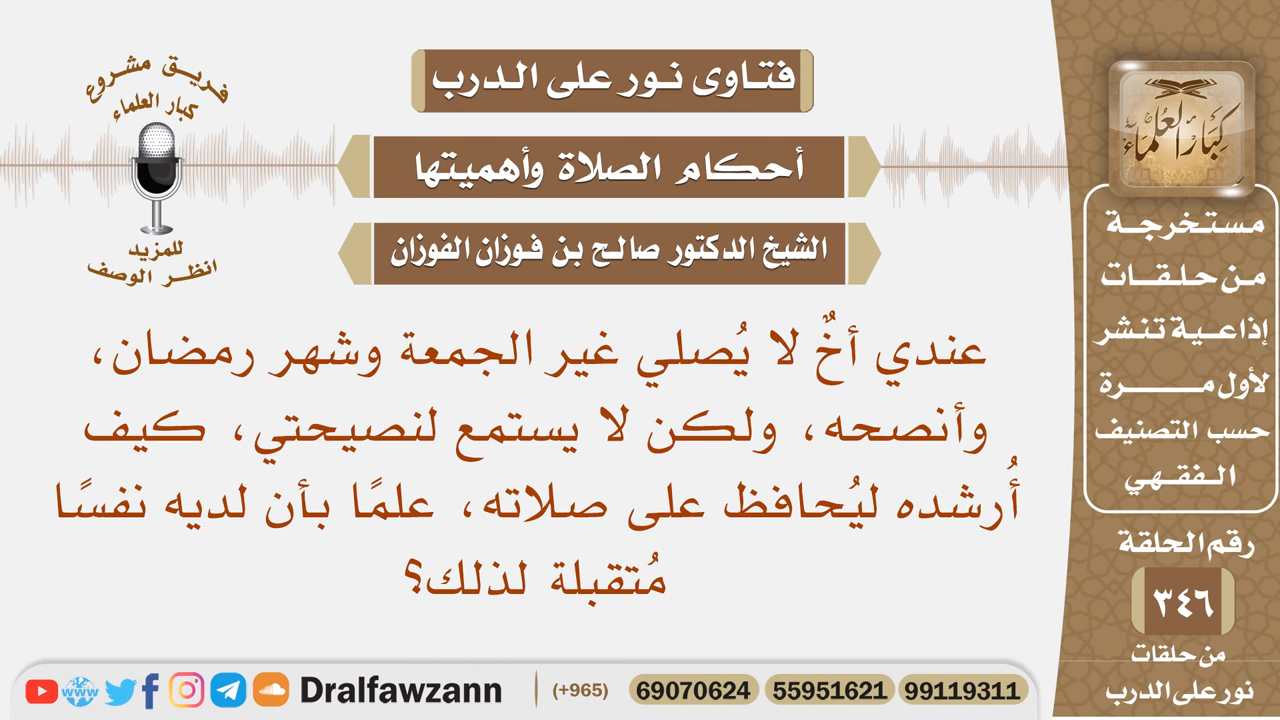 فتاوى نور على الدرب
أحكام الصلاة وأهميتها
الشيخ الدكتور صالح بن فوزان الفوزان
فريق مشروع
كبار العلماء
للمزيد
انظر الوصف
عندي أخٌ لا يُصلي غير الجمعة وشهر رمضان،
وأنصحه، ولكن لا يستمع لنصيحتي، كيف
أُرشده ليُحافظ على صلاته، علمًا بأن لديه نفسًا
مُتقبلة لذلك؟
كبار العلماء
مستخرجة
من حلقات
إذاعية تنشر
لأول مرة
حسب التصنيف
الفقهي
رقم الحلقة
٣٤٦
من حلقات
نور على الدرب
www Dralfawzann (+965) 69070624 55951621 99119311